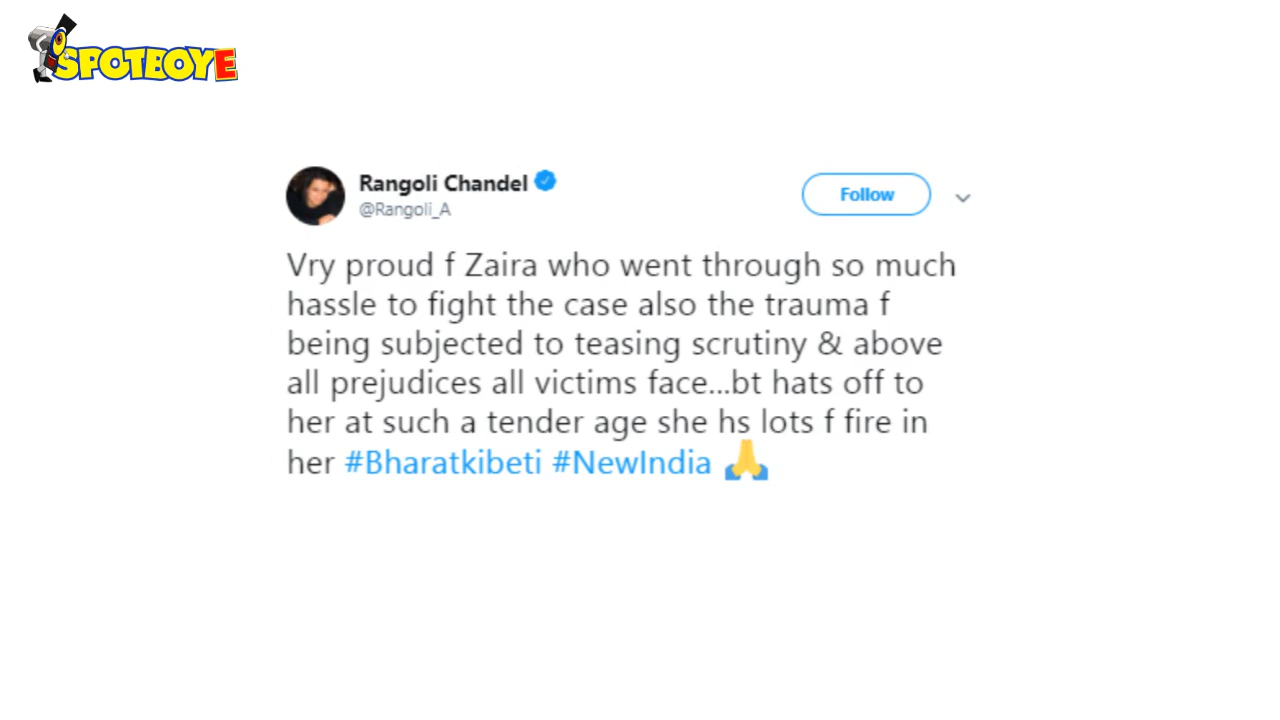 SPOTBOYE
Rangoli Chandel
@Rangoli_A
Follow
Vry proud f Zaira who went through so much
hassle to fight the case also the trauma f
being subjected to teasing scrutiny & above
all prejudices all victims face...bt hats off to
her at such a tender age she hs lots f fire in
her #Bharatkibeti #NewIndia 🙏